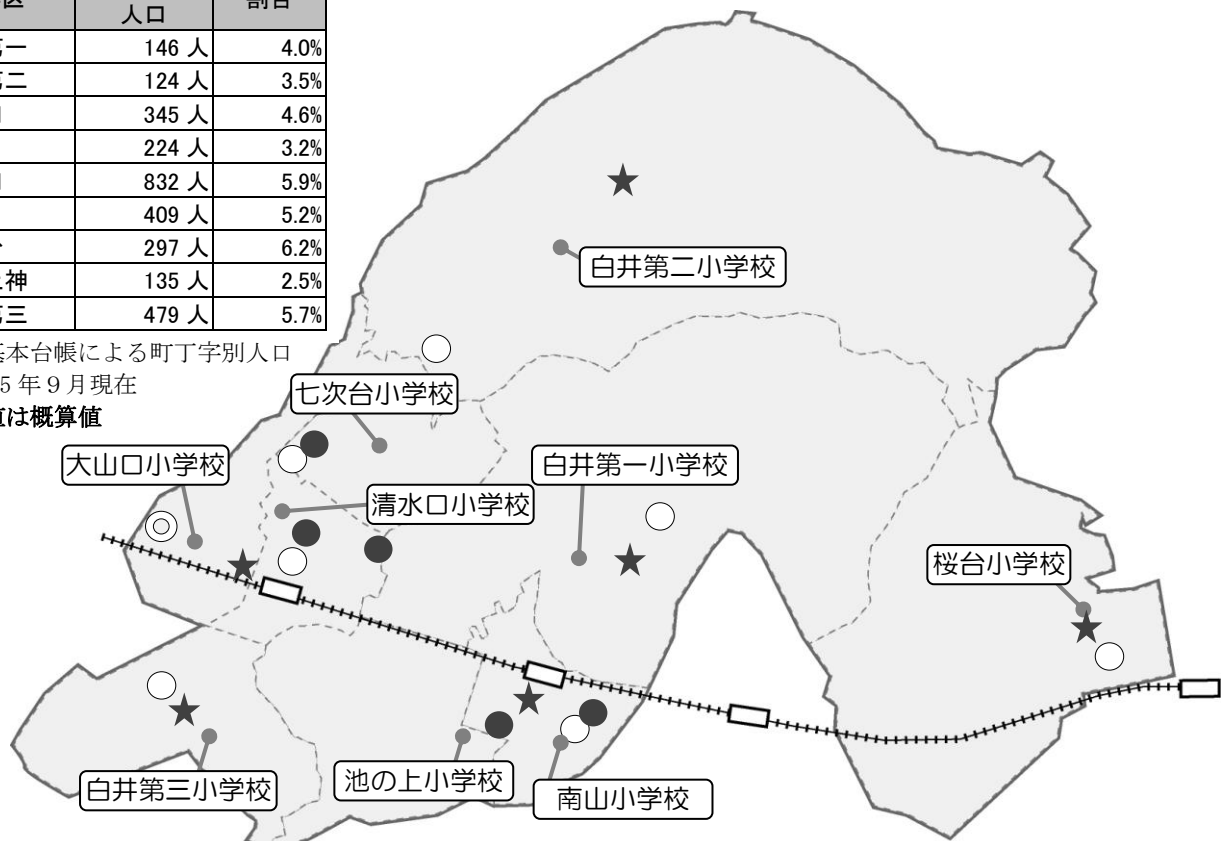 区
人口
割合
一 146 人 4.0%
二 124 人 3.5%
345 人 4.6%
224 人 3.2%
832 人 5.9%
409 人 5.2%
297 人 6.2%
神 135 人 2.5%
三 479 人 5.7%
基本台帳による町丁字別人口
5 年９月現在
は概算値
白井第二小学校
七次台小学校
大山口小学校
白井第一小学校
清水口小学校
桜台小学校
池の上小学校
白井第三小学校
南山小学校